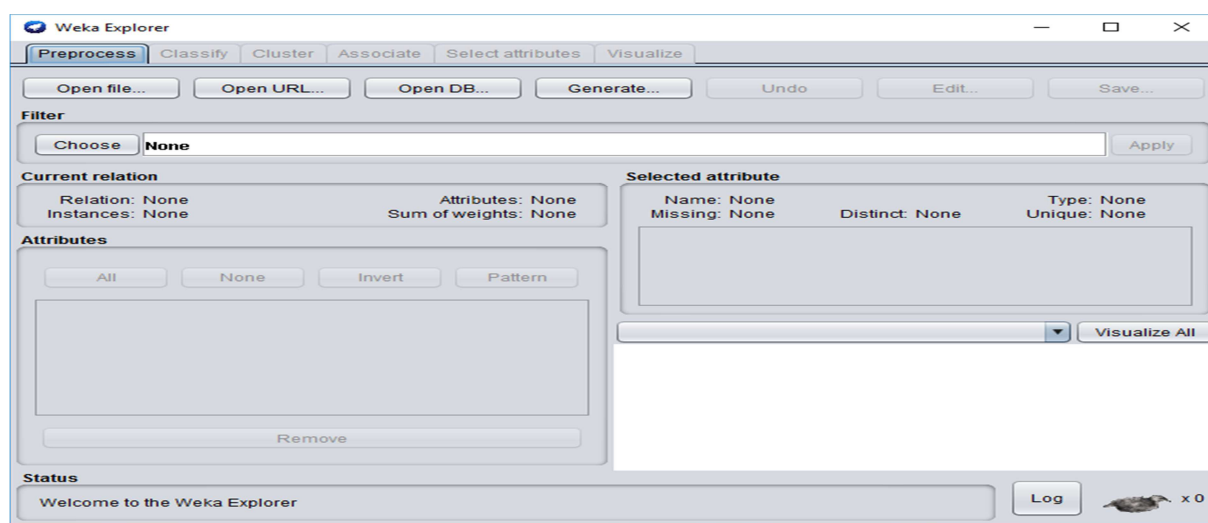 Weka Explorer
Preprocess Classify Cluster Associate Select attributes Visualize
Open file... Open URL... Open DB... Generate... Undo Edit... Save...
Filter
Choose None Apply
Current relation
Relation: None Attributes: None
Instances: None Sum of weights: None
Selected attribute
Name: None Type: None
Missing: None Distinct: None Unique: None
Attributes
All None Invert Pattern
Remove
Visualize All
Status
Welcome to the Weka Explorer
Log x 0